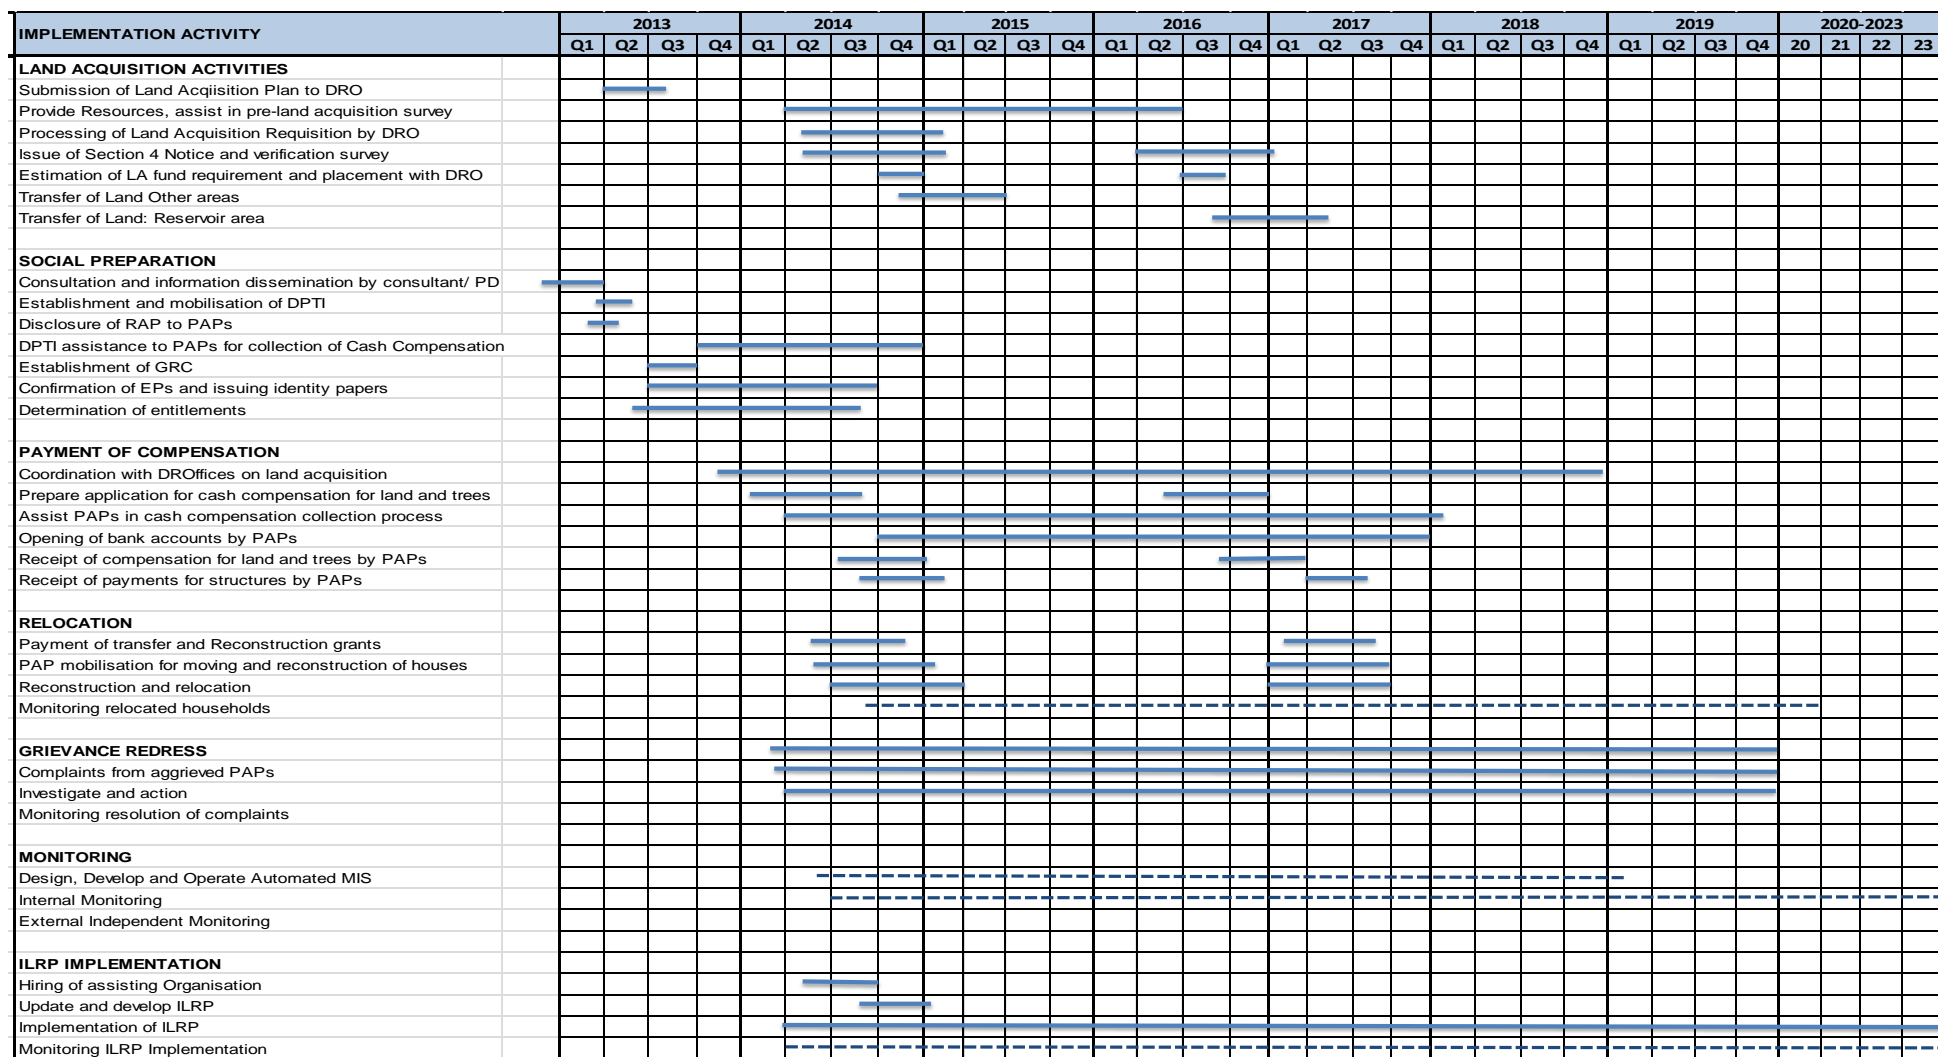 IMPLEMENTATION ACTIVITY 2013 2014 2015 2016 2017 2018 2019 2020-2023
Q1 Q2 Q3 Q4 Q1 Q2 Q3 Q4 Q1 Q2 Q3 Q4 Q1 Q2 Q3 Q4 Q1 Q2 Q3 Q4 Q1 Q2 Q3 Q4 Q1 Q2 Q3 Q4 20 21 22 23
LAND ACQUISITION ACTIVITIES
Submission of Land Acqiisition Plan to DRO
Provide Resources, assist in pre-land acquisition survey
Processing of Land Acquisition Requisition by DRO
Issue of Section 4 Notice and verification survey
Estimation of LA fund requirement and placement with DRO
Transfer of Land Other areas
Transfer of Land: Reservoir area
SOCIAL PREPARATION
Consultation and information dissemination by consultant/ PD
Establishment and mobilisation of DPTI
Disclosure of RAP to PAPs
DPTI assistance to PAPs for collection of Cash Compensation
Establishment of GRC
Confirmation of EPs and issuing identity papers
Determination of entitlements
PAYMENT OF COMPENSATION
Coordination with DROffices on land acquisition
Prepare application for cash compensation for land and trees
Assist PAPs in cash compensation collection process
Opening of bank accounts by PAPs
Receipt of compensation for land and trees by PAPs
Receipt of payments for structures by PAPs
RELOCATION
Payment of transfer and Reconstruction grants
PAP mobilisation for moving and reconstruction of houses
Reconstruction and relocation
Monitoring relocated households
GRIEVANCE REDRESS
Complaints from aggrieved PAPs
Investigate and action
Monitoring resolution of complaints
MONITORING
Design, Develop and Operate Automated MIS
Internal Monitoring
External Independent Monitoring
ILRP IMPLEMENTATION
Hiring of assisting Organisation
Update and develop ILRP
Implementation of ILRP
Monitoring ILRP Implementation